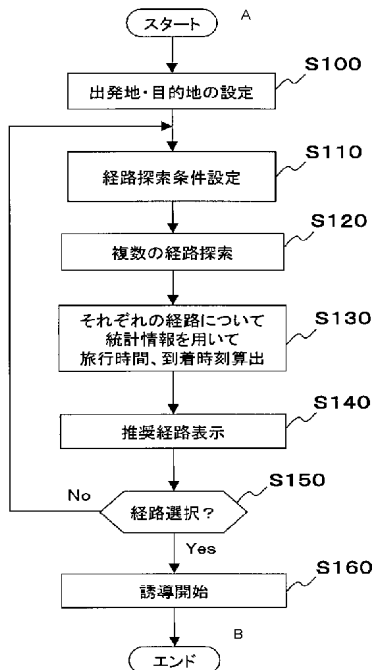 スタート
A
S100
出発地・目的地の設定
S110
経路探索条件設定
S120
複数の経路探索
S130
それぞれの経路について
統計情報を用いて
旅行時間、到着時刻算出
S140
推奨経路表示
S150
No
経路選択？
Yes
S160
誘導開始
B
エンド